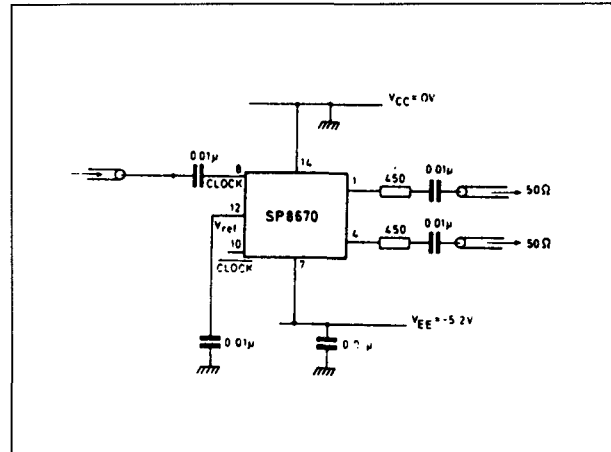 VCC = 0V
0.01µ
8
14
CLOCK
1
450
0.01µ
50Ω
12
SP8670
Vref
4
450
0.01µ
50Ω
10
7
CLOCK
VEE = -5.2V
0.01µ